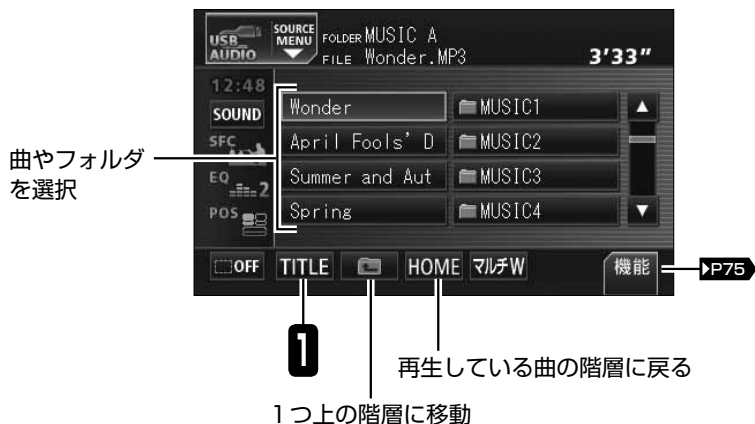 USB AUDIO
SOURCE MENU
FOLDER MUSIC A
FILE Wonder.MP3
3'33"
12:48
SOUND
SFC
EQ 2
POS
Wonder
MUSIC1
April Fools' D
MUSIC2
Summer and Aut
MUSIC3
Spring
MUSIC4
OFF
TITLE
HOME
マルチW
機能
P75
曲やフォルダ
を選択
1
再生している曲の階層に戻る
1つ上の階層に移動